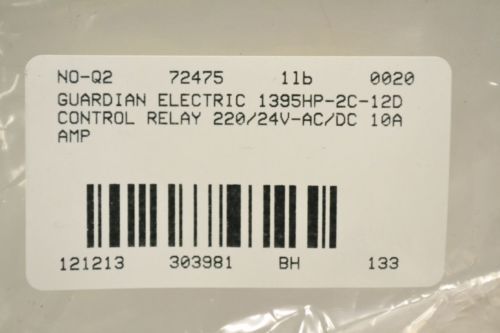 NO-Q2 72475 11b 0020
GUARDIAN ELECTRIC 1395HP-2C-12D
CONTROL RELAY 220/24V-AC/DC 10A
AMP
121213 303981 BH 133